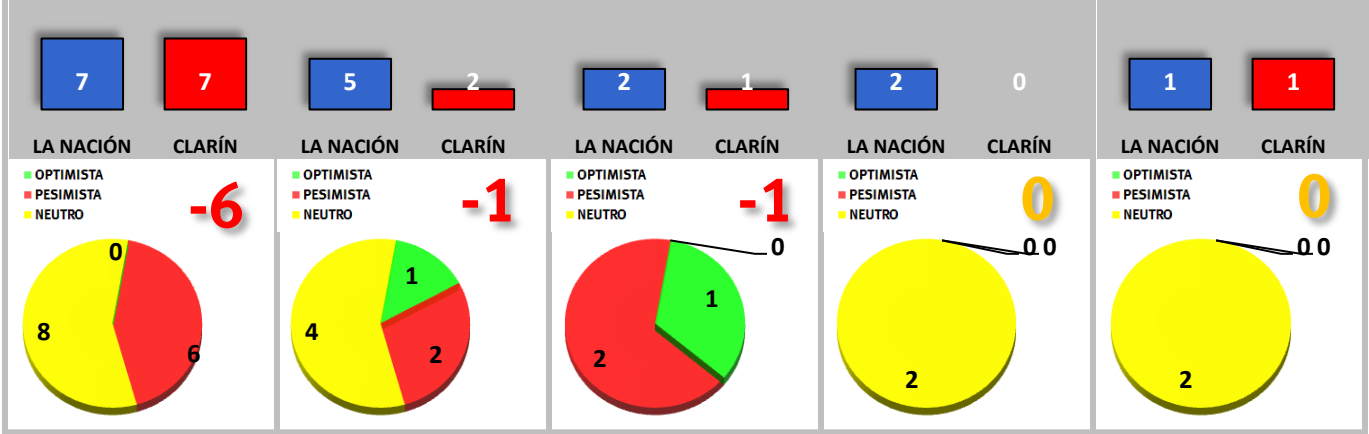 7 7 5 2 2 1 2 0 1 1
LA NACIÓN CLARÍN LA NACIÓN CLARÍN LA NACIÓN CLARÍN LA NACIÓN CLARÍN LA NACIÓN CLARÍN
OPTIMISTA
PESIMISTA
NEUTRO
-6
0
8
6
OPTIMISTA
PESIMISTA
NEUTRO
-1
1
4
2
OPTIMISTA
PESIMISTA
NEUTRO
-1
0
1
2
OPTIMISTA
PESIMISTA
NEUTRO
0
0 0
2
OPTIMISTA
PESIMISTA
NEUTRO
0
0 0
2